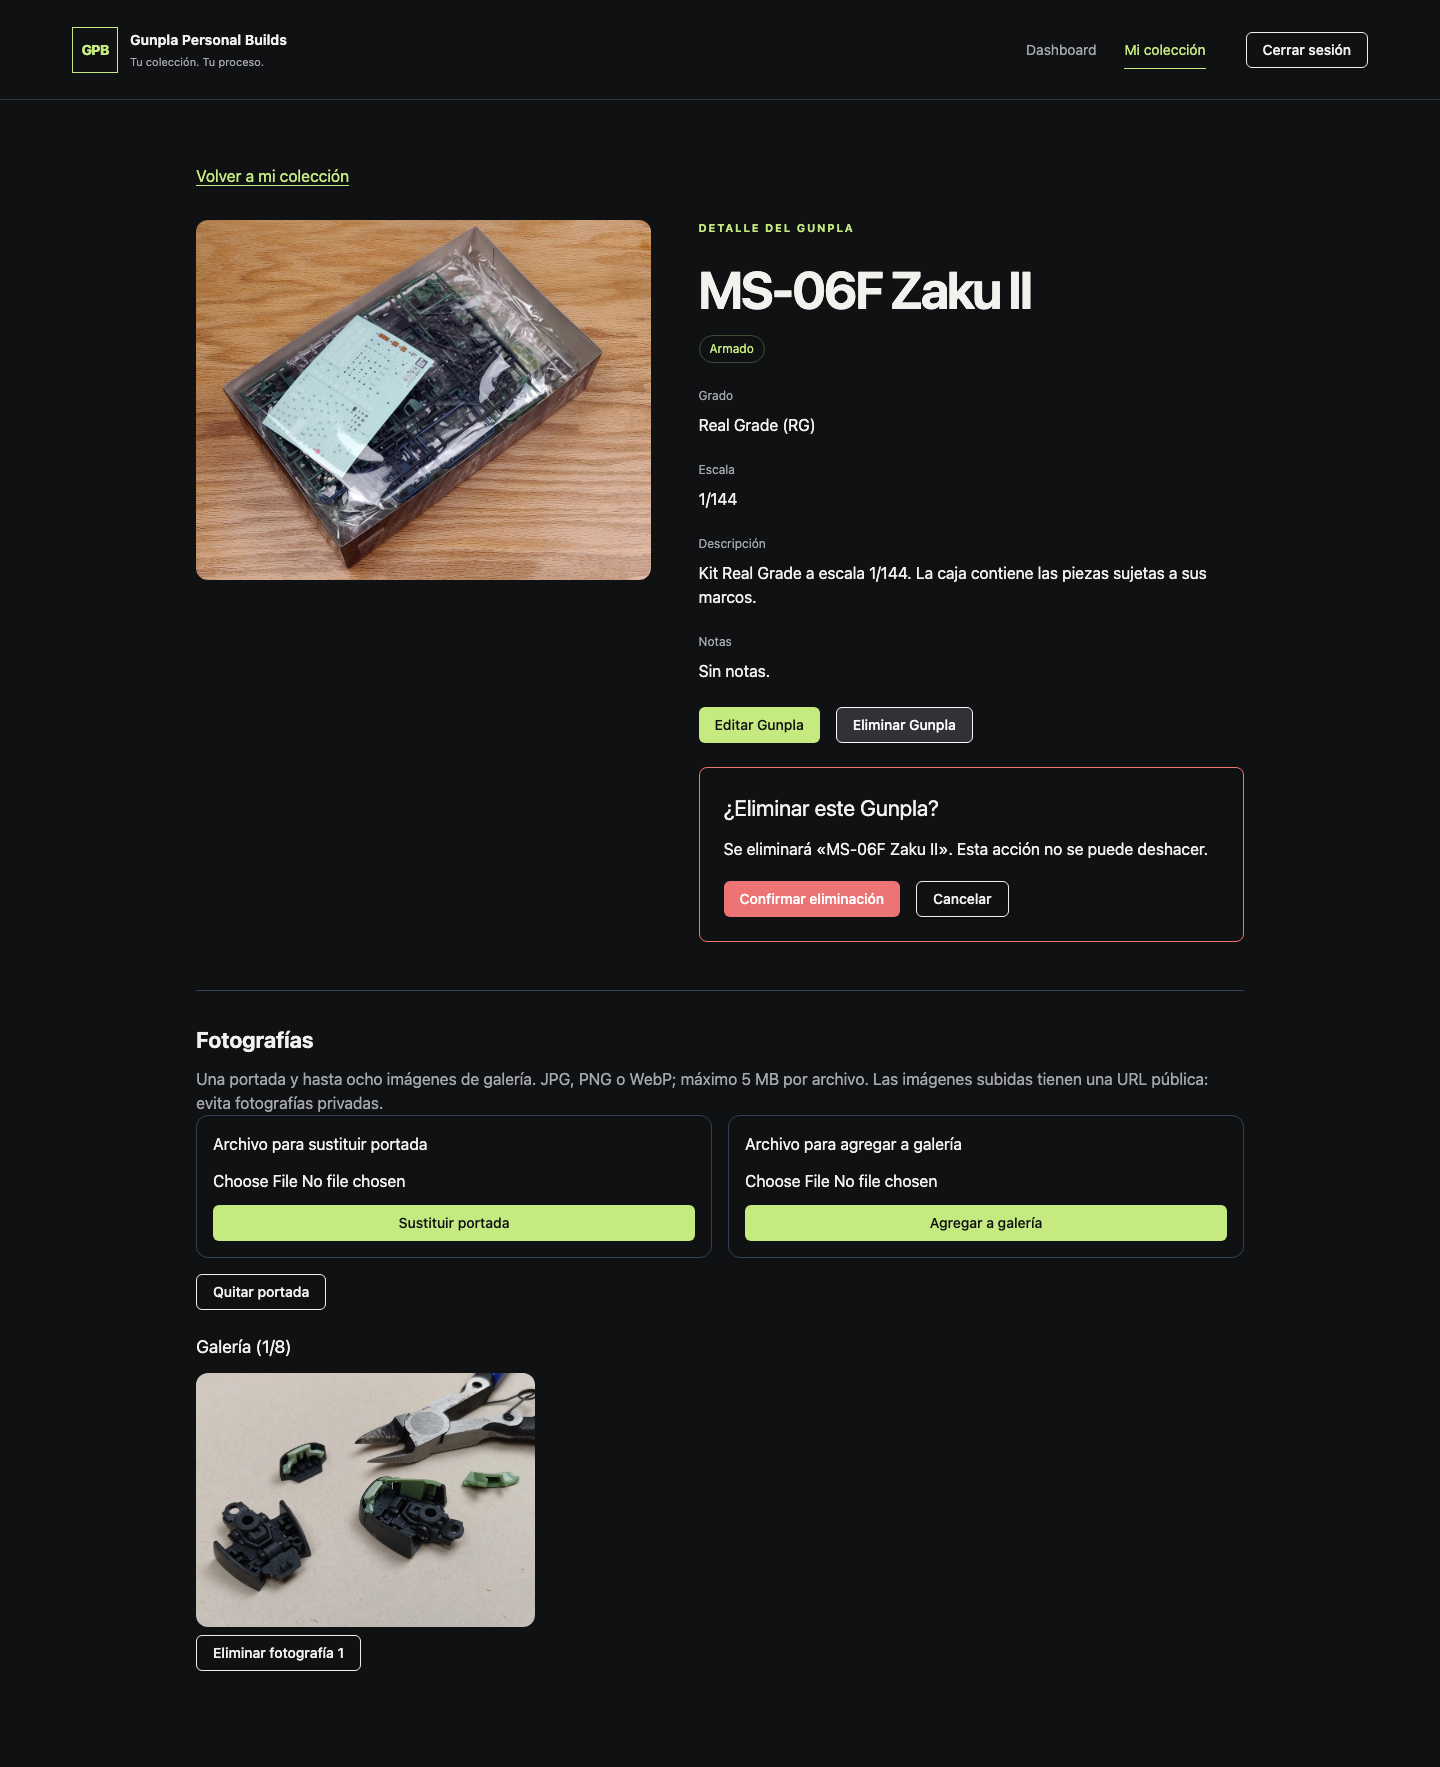 GPB
Gunpla Personal Builds
Tu colección. Tu proceso.
Dashboard
Mi colección
Cerrar sesión
Volver a mi colección
DETALLE DEL GUNPLA
MS-06F Zaku II
Armado
Grado
Real Grade (RG)
Escala
1/144
Descripción
Kit Real Grade a escala 1/144. La caja contiene las piezas sujetas a sus
marcos.
Notas
Sin notas.
Editar Gunpla
Eliminar Gunpla
¿Eliminar este Gunpla?
Se eliminará «MS-06F Zaku II». Esta acción no se puede deshacer.
Confirmar eliminación
Cancelar
Fotografías
Una portada y hasta ocho imágenes de galería. JPG, PNG o WebP; máximo 5 MB por archivo. Las imágenes subidas tienen una URL pública:
evita fotografías privadas.
Archivo para sustituir portada
Choose File No file chosen
Sustituir portada
Archivo para agregar a galería
Choose File No file chosen
Agregar a galería
Quitar portada
Galería (1/8)
Eliminar fotografía 1